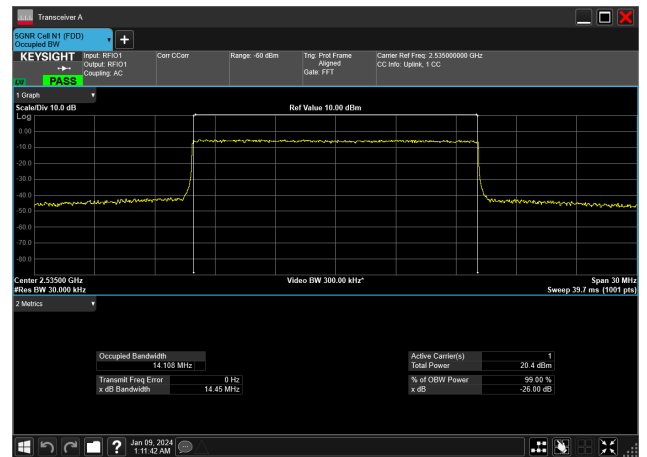 Transceiver A
5GNR Cell N1 (FDD)
Occupied BW
KEYSIGHT
LW PASS
Input: RFIO1
Output: RFIO1
Coupling: AC
Corr CCorr
Range: -60 dBm
Trig: Prot Frame
Aligned
Gate: FFT
Carrier Ref Freq: 2.535000000 GHz
CC Info: Uplink, 1 CC
1 Graph
Scale/Div 10.0 dB
Ref Value 10.00 dBm
Log
0.00
-10.0
-20.0
-30.0
-40.0
-50.0
-60.0
-70.0
-80.0
Center 2.53500 GHz
Video BW 300.00 kHz*
Span 30 MHz
#Res BW 30.000 kHz
Sweep 39.7 ms (1001 pts)
2 Metrics
Occupied Bandwidth
14.108 MHz
Transmit Freq Error 0 Hz
x dB Bandwidth 14.45 MHz
Active Carrier(s) 1
Total Power 20.4 dBm
% of OBW Power 99.00 %
x dB -26.00 dB
?
Jan 09, 2024
1:11:42 AM